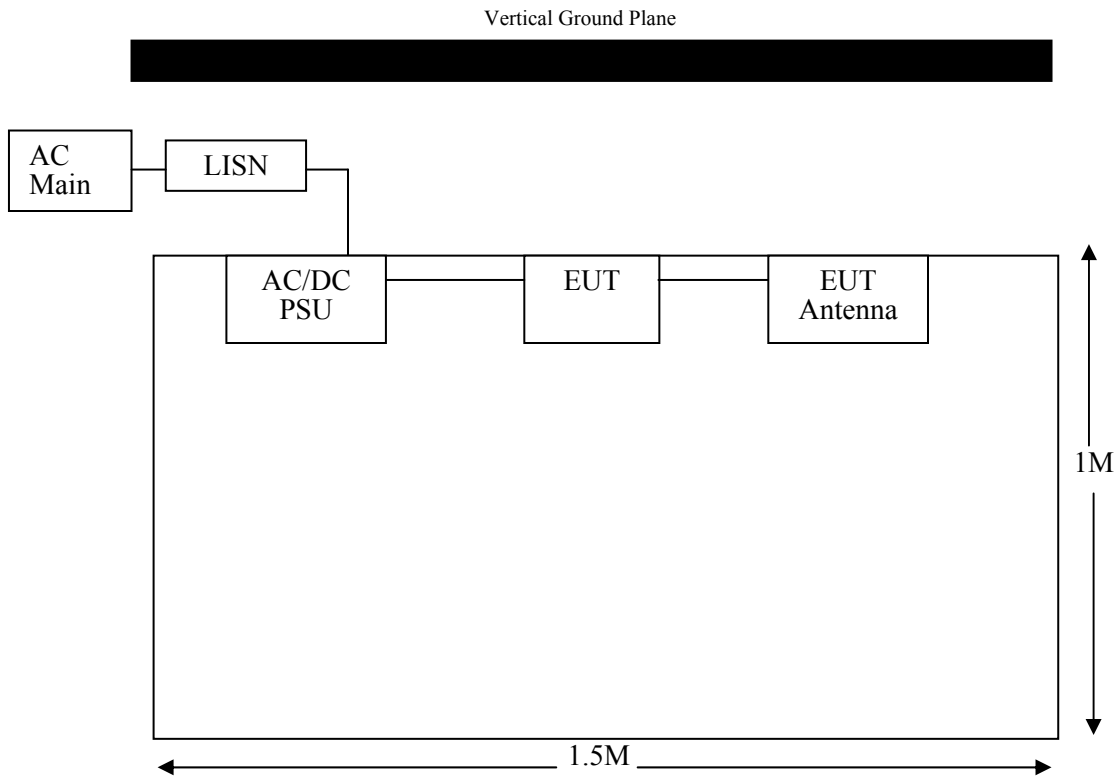 Vertical Ground Plane
AC
Main
LISN
AC/DC
PSU
EUT
EUT
Antenna
1M
1.5M